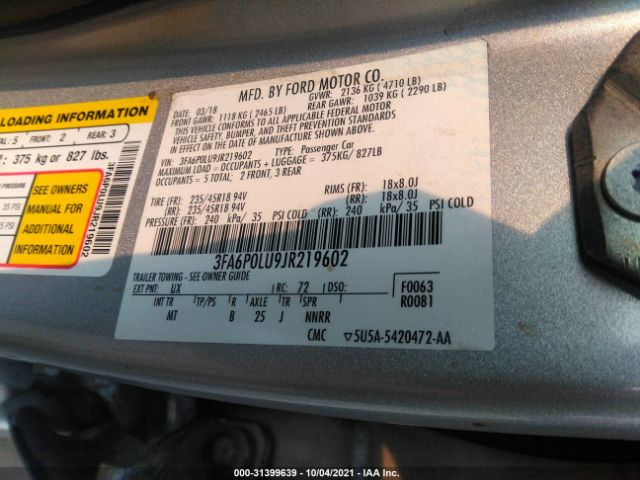 LOADING INFORMATION
5 FRONT: 2 REAR: 3
375 kg or 827 lbs.
PRESSURE
35 PSI
35 PSI
SEE OWNERS
MANUAL FOR
ADDITIONAL
INFORMATION
3FA6P0LU9JR219602
MFD. BY FORD MOTOR CO.
DATE: 03/18 GVWR: 2136 KG ( 4710 LB)
FRONT GAWR: 1118 KG ( 2465 LB) REAR GAWR: 1039 KG ( 2290 LB)
THIS VEHICLE CONFORMS TO ALL APPLICABLE FEDERAL MOTOR
VEHICLE SAFETY, BUMPER, AND THEFT PREVENTION STANDARDS
IN EFFECT ON THE DATE OF MANUFACTURE SHOWN ABOVE.
VIN: 3FA6P0LU9JR219602 TYPE: Passenger Car
MAXIMUM LOAD = OCCUPANTS + LUGGAGE = 375KG/ 827LB
OCCUPANTS = 5 TOTAL, 2 FRONT, 3 REAR
TIRE (FR): 235/45R18 94V RIMS (FR): 18x8.0J
(RR): 235/45R18 94V (RR): 18x8.0J
PRESSURE (FR): 240 kPa/ 35 PSI COLD (RR): 240 kPa/ 35 PSI COLD
3FA6P0LU9JR219602
TRAILER TOWING - SEE OWNER GUIDE
EXT PNT: UX RC: 72 DSO: F0063
R0081
INT TR TP/PS R AXLE TR SPR
MT B 25 J NNRR
CMC ▽5U5A-5420472-AA
000-31399639 - 10/04/2021 - IAA Inc.